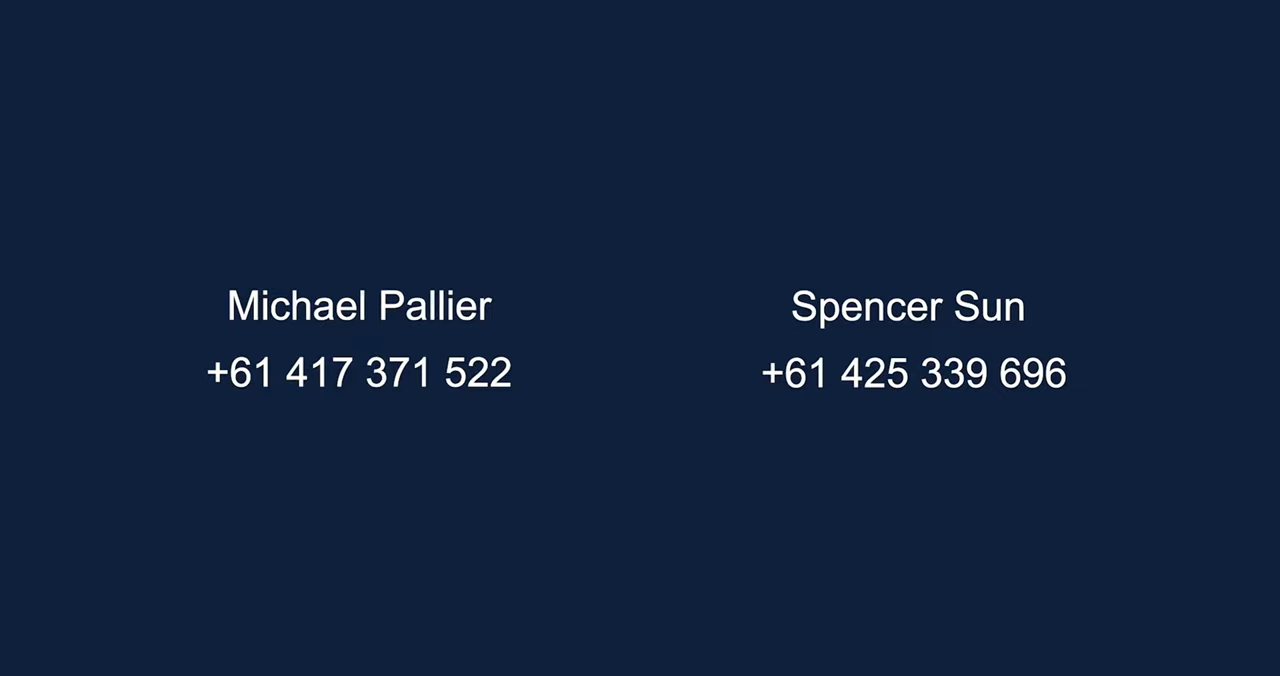 Michael Pallier
+61 417 371 522
Spencer Sun
+61 425 339 696